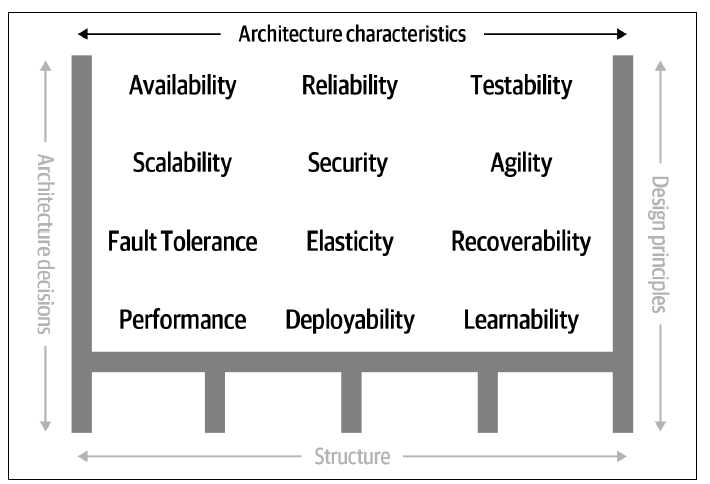 Architecture characteristics
Availability Reliability Testability
Scalability Security Agility
Fault Tolerance Elasticity Recoverability
Performance Deployability Learnability
Architecture decisions
Design principles
Structure